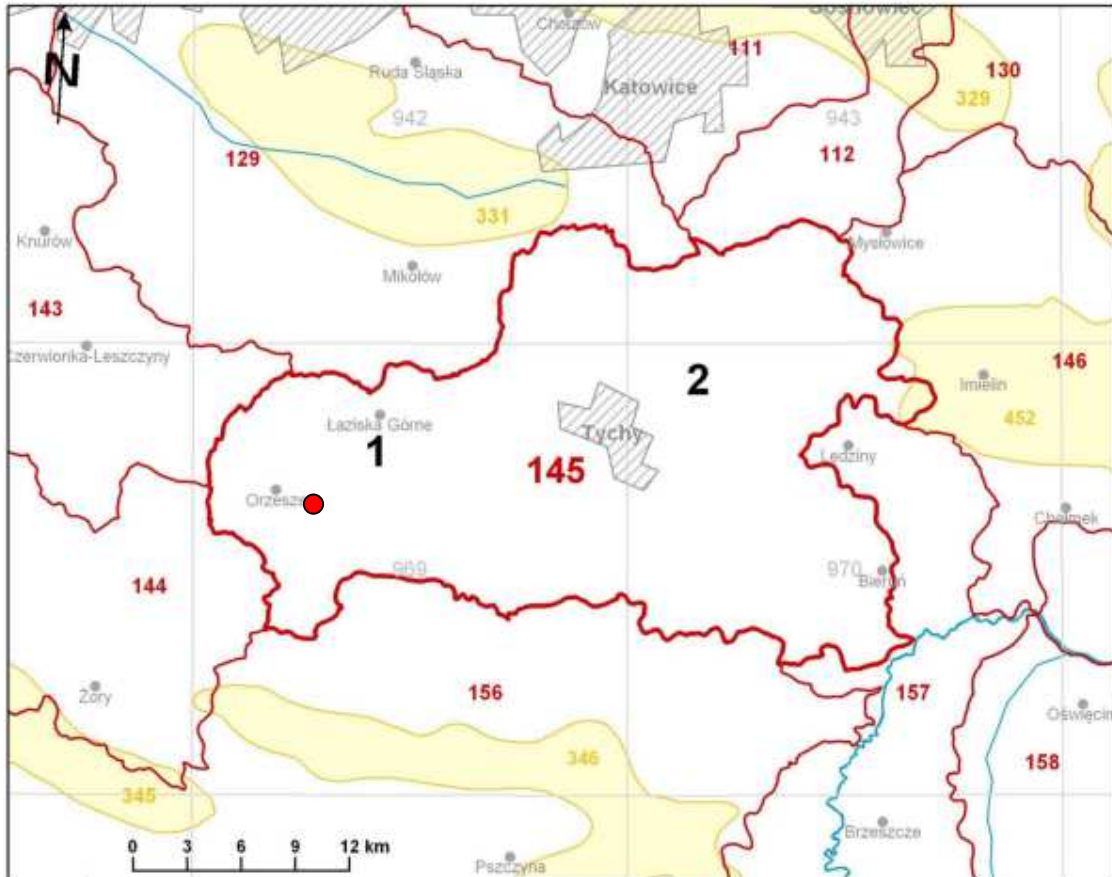 Chorzów
Sosnowiec
111
N
Ruda Śląska
130
Katowice
329
942
943
129
112
331
Knurów
Mysłowice
Mikołów
143
Czerwionka-Leszczyny
146
2
Imielin
452
Łaziska Górne
Tychy
1
145
Lędziny
Orzesze
Chełmek
969
970
144
Bieruń
156
157
Żory
Oświęcim
346
158
345
Brzeszcze
0 3 6 9 12 km
Pszczyna